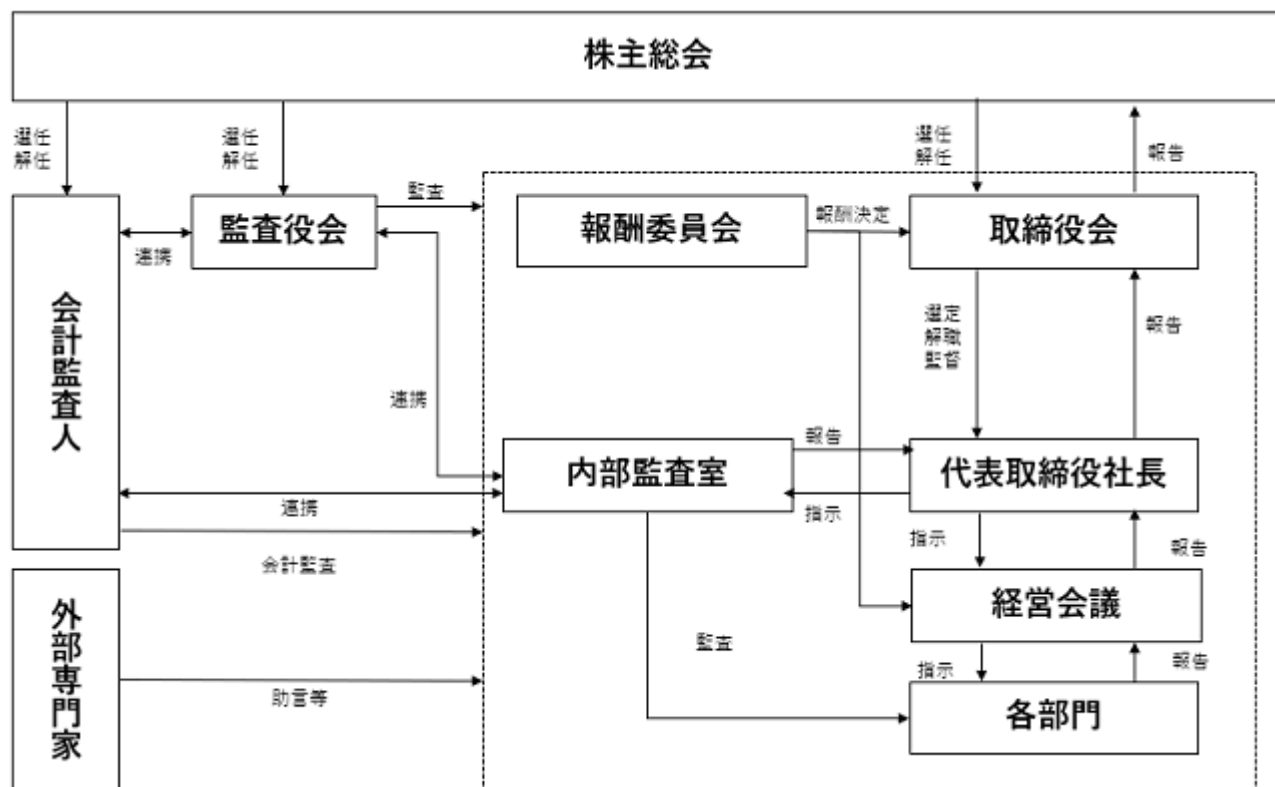 株主総会
選任
解任
選任
解任
選任
解任
報告
監査役会
監査
報酬委員会
報酬決定
取締役会
連携
会計監査人
選定
解職
監督
報告
連携
内部監査室
報告
代表取締役社長
連携
指示
会計監査
指示
報告
経営会議
外部専門家
監査
指示
報告
助言等
各部門